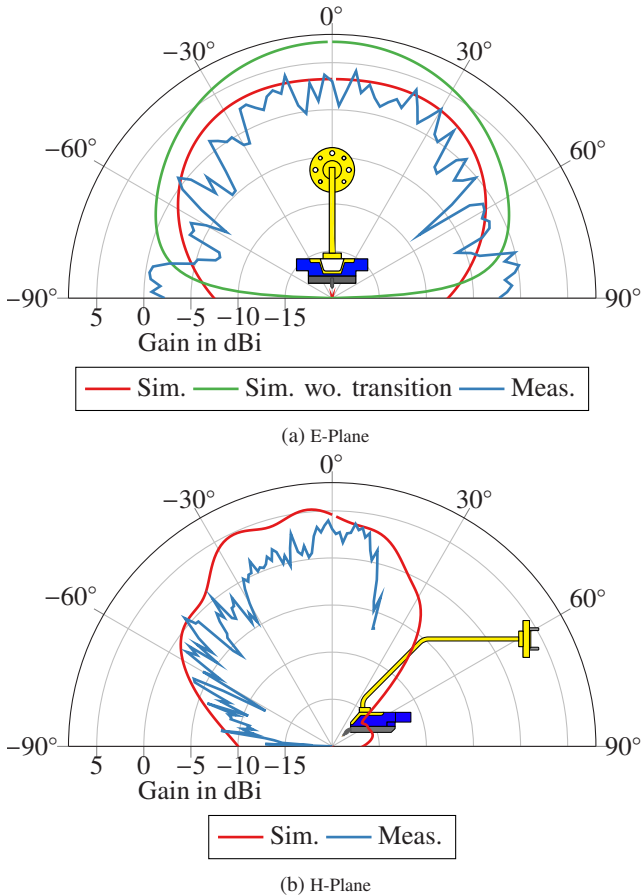 0°
−30° 30°
−60° 60°
−90° 90°
5 0 −5 −10 −15
Gain in dBi
Sim. Sim. wo. transition Meas.
(a) E-Plane
0°
−30° 30°
−60° 60°
−90° 90°
5 0 −5 −10 −15
Gain in dBi
Sim. Meas.
(b) H-Plane